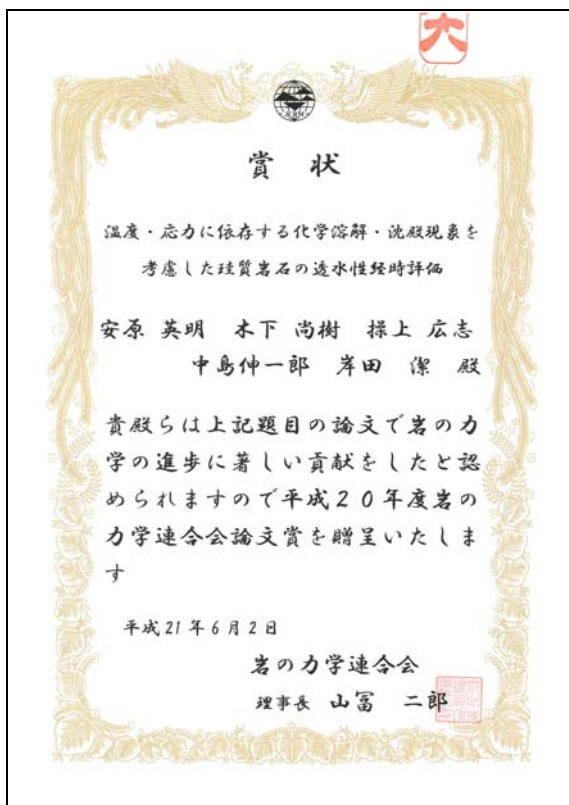 大
賞 状
温度・応力に依存する化学溶解・沈殿現象を
考慮した珪質岩石の透水性経時評価
安原 英明 木下 尚樹 操上 広志
中島伸一郎 岸田 潔 殿
貴殿らは上記題目の論文で岩の力
学の進歩に著しい貢献をしたと認
められますので平成20年度岩の
力学連合会論文賞を贈呈いたしま
す
平成21年6月2日
岩の力学連合会
理事長 山冨 二郎